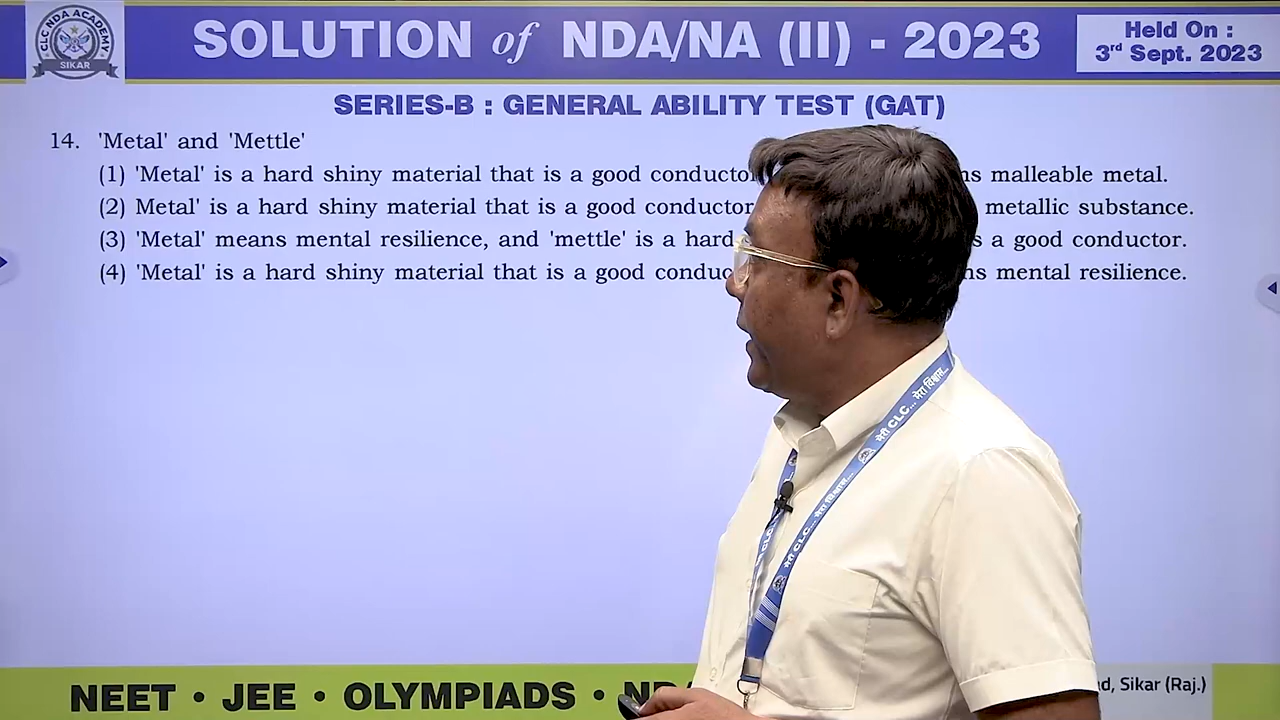 CLC NDA ACADEMY
SIKAR
SOLUTION of NDA/NA (II) - 2023
Held On :
3rd Sept. 2023
SERIES-B : GENERAL ABILITY TEST (GAT)
14. 'Metal' and 'Mettle'
(1) 'Metal' is a hard shiny material that is a good malleable metal.
(2) Metal' is a hard shiny material that is a good conductor metallic substance.
(3) 'Metal' means mental resilience, and 'mettle' is a hard a good conductor.
(4) 'Metal' is a hard shiny material that is a good mental resilience.
मेरा विश्वास...
मेरी CLC...
मेरा विश्वास...
मेरी CLC...
NEET • JEE • OLYMPIADS •
Sikar (Raj.)